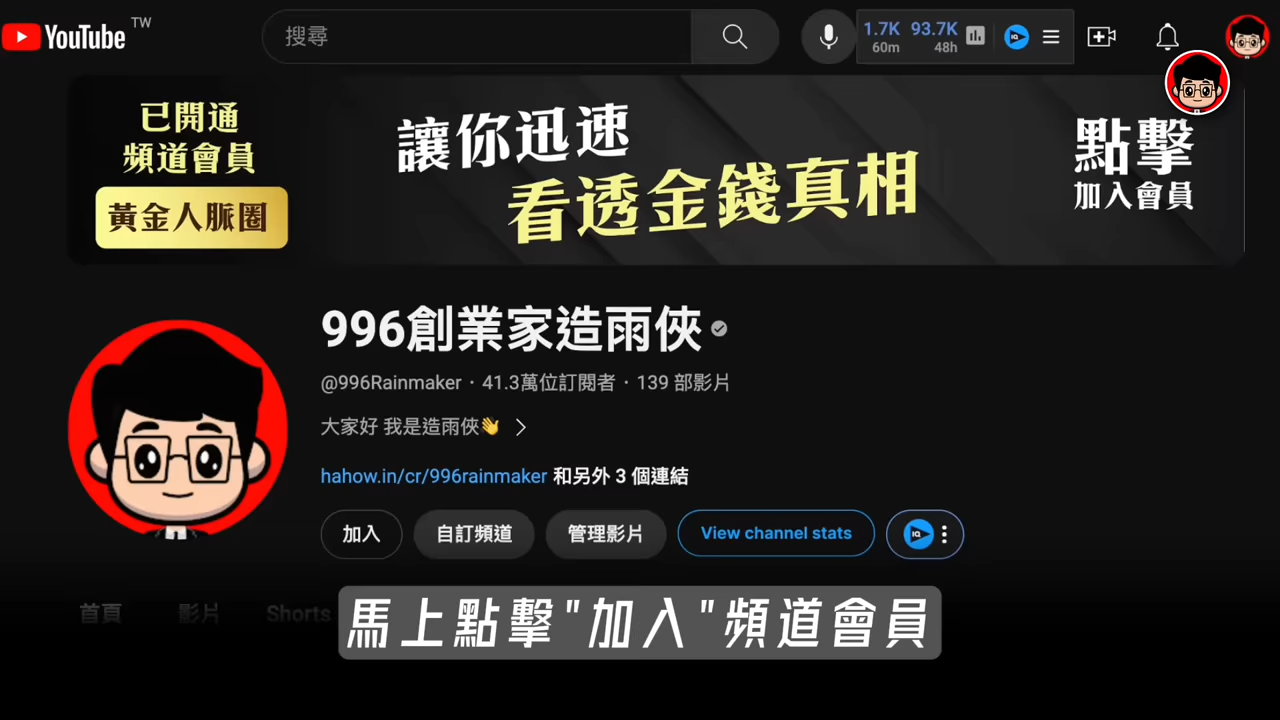 YouTube TW
搜尋
1.7K 93.7K
60m 48h
已開通
頻道會員
黃金人脈圈
讓你迅速
看透金錢真相
點擊
加入會員
996創業家造雨俠
@996Rainmaker · 41.3萬位訂閱者 · 139 部影片
大家好 我是造雨俠👋
hahow.in/cr/996rainmaker 和另外 3 個連結
加入 自訂頻道 管理影片 View channel stats IQ
首頁 影片 Shorts
馬上點擊"加入"頻道會員